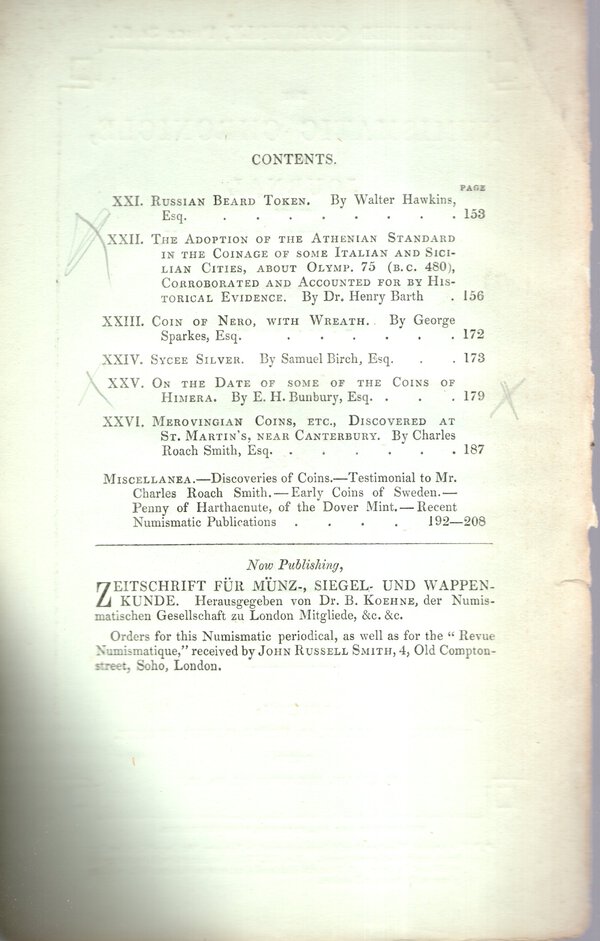 CONTENTS.
PAGE
XXI. Russian Beard Token. By Walter Hawkins,
Esq. . . . . . . . . 153
XXII. The Adoption of the Athenian Standard
in the Coinage of some Italian and Sici-
lian Cities, about Olymp. 75 (b.c. 480),
Corroborated and Accounted for by His-
torical Evidence. By Dr. Henry Barth . 156
XXIII. Coin of Nero, with Wreath. By George
Sparkes, Esq. . . . . . . 172
XXIV. Sycee Silver. By Samuel Birch, Esq. . . 173
XXV. On the Date of some of the Coins of
Himera. By E. H. Bunbury, Esq. . . . 179
XXVI. Merovingian Coins, etc., Discovered at
St. Martin's, near Canterbury. By Charles
Roach Smith, Esq. . . . . . . 187
Miscellanea.—Discoveries of Coins.—Testimonial to Mr.
Charles Roach Smith.—Early Coins of Sweden.—
Penny of Harthacnute, of the Dover Mint.—Recent
Numismatic Publications . . . . 192—208
Now Publishing,
ZEITSCHRIFT FÜR MÜNZ-, SIEGEL- UND WAPPEN-
KUNDE. Herausgegeben von Dr. B. Koehne, der Numis-
matischen Gesellschaft zu London Mitgliede, &c. &c.
Orders for this Numismatic periodical, as well as for the "Revue
Numismatique," received by John Russell Smith, 4, Old Compton-
street, Soho, London.